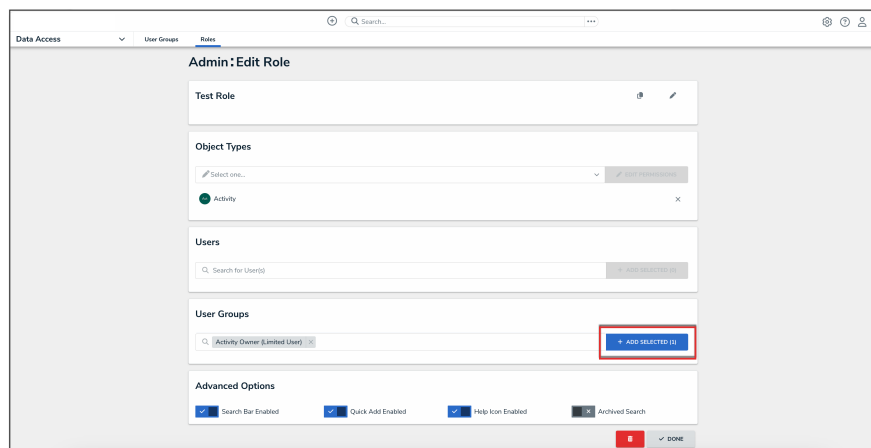 Search...
Data Access User Groups Roles
Admin: Edit Role
Test Role
Object Types
Select one... EDIT PERMISSIONS
Activity
Users
Search for User(s) + ADD SELECTED (0)
User Groups
Activity Owner (Limited User) + ADD SELECTED (1)
Advanced Options
Search Bar Enabled Quick Add Enabled Help Icon Enabled Archived Search
DONE